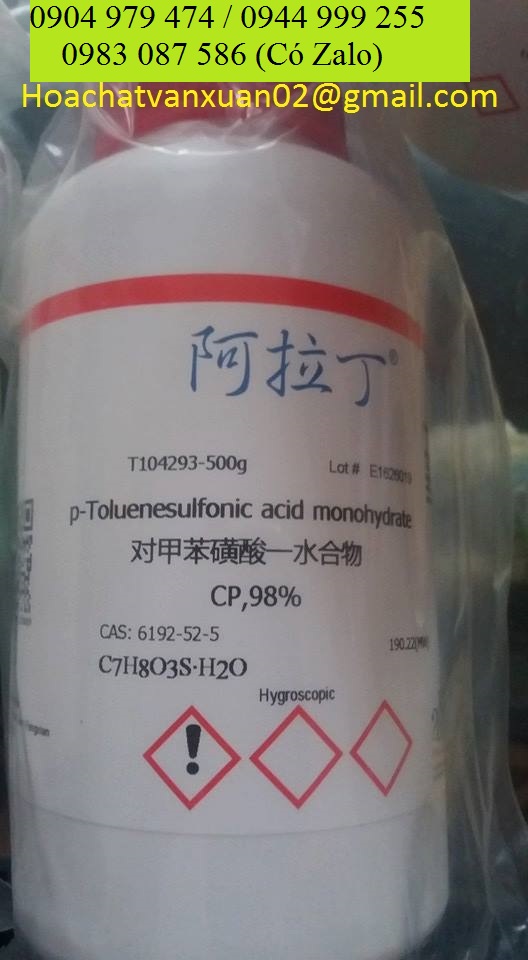 0904 979 474 / 0944 999 255
0983 087 586 (Có Zalo)
Hoachatvanxuan02@gmail.com
阿拉丁®
T104293-500g Lot # E1626019
p-Toluenesulfonic acid monohydrate
对甲苯磺酸一水合物
CP,98%
CAS: 6192-52-5 190.22(MW)
C7H8O3S·H2O
Hygroscopic